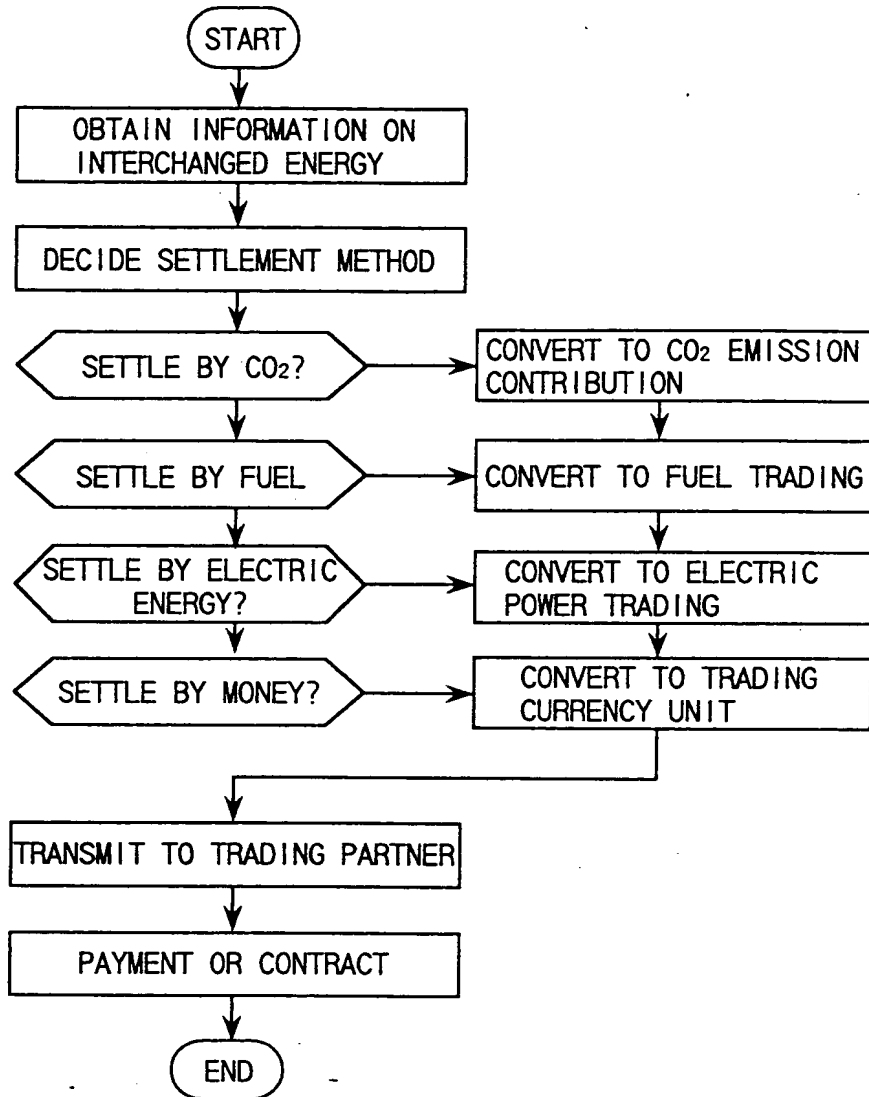 START
OBTAIN INFORMATION ON
INTERCHANGED ENERGY
DECIDE SETTLEMENT METHOD
SETTLE BY CO₂?
CONVERT TO CO₂ EMISSION
CONTRIBUTION
SETTLE BY FUEL
CONVERT TO FUEL TRADING
SETTLE BY ELECTRIC
ENERGY?
CONVERT TO ELECTRIC
POWER TRADING
SETTLE BY MONEY?
CONVERT TO TRADING
CURRENCY UNIT
TRANSMIT TO TRADING PARTNER
PAYMENT OR CONTRACT
END